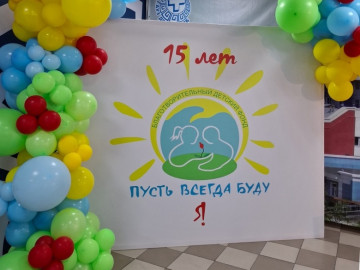 15 лет
БЛАГОТВОРИТЕЛЬНЫЙ ДЕТСКИЙ ФОНД
ПУСТЬ ВСЕГДА БУДУ
Я!